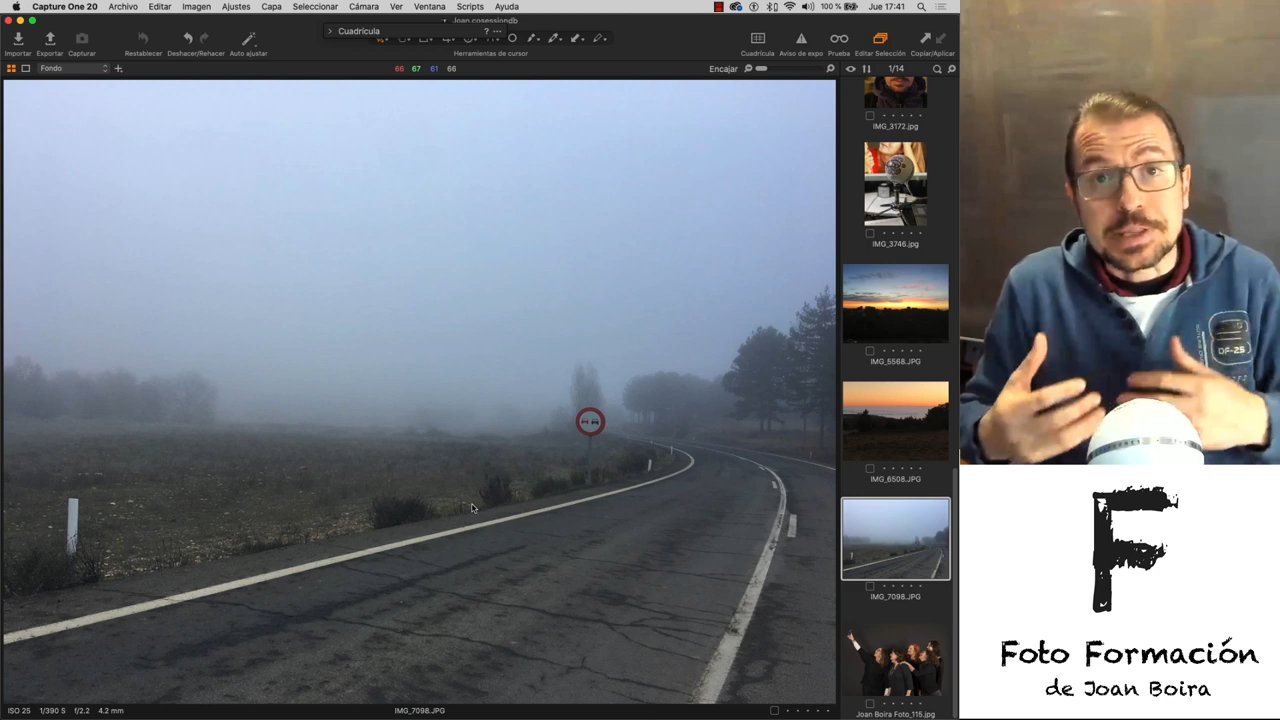 Capture One 20 Archivo Editar Imagen Ajustes Capa Seleccionar Cámara Ver Ventana Scripts Ayuda 100 % Jue 17:41
Joan.cosessiondb
Cuadrícula ? ...
Importar Exportar Capturar Restablecer Deshacer/Rehacer Auto ajustar Herramientas de cursor Cuadrícula Aviso de expo Prueba Editar Selección Copiar/Aplicar
Fondo 66 67 61 66 Encajar 1/14
IMG_3172.jpg
IMG_3746.jpg
IMG_5568.JPG
IMG_6508.JPG
IMG_7098.JPG
Joan Boira Foto_115.jpg
ISO 25 1/390 S f/2.2 4.2 mm IMG_7098.JPG
DF-25
F
Foto Formación
de Joan Boira